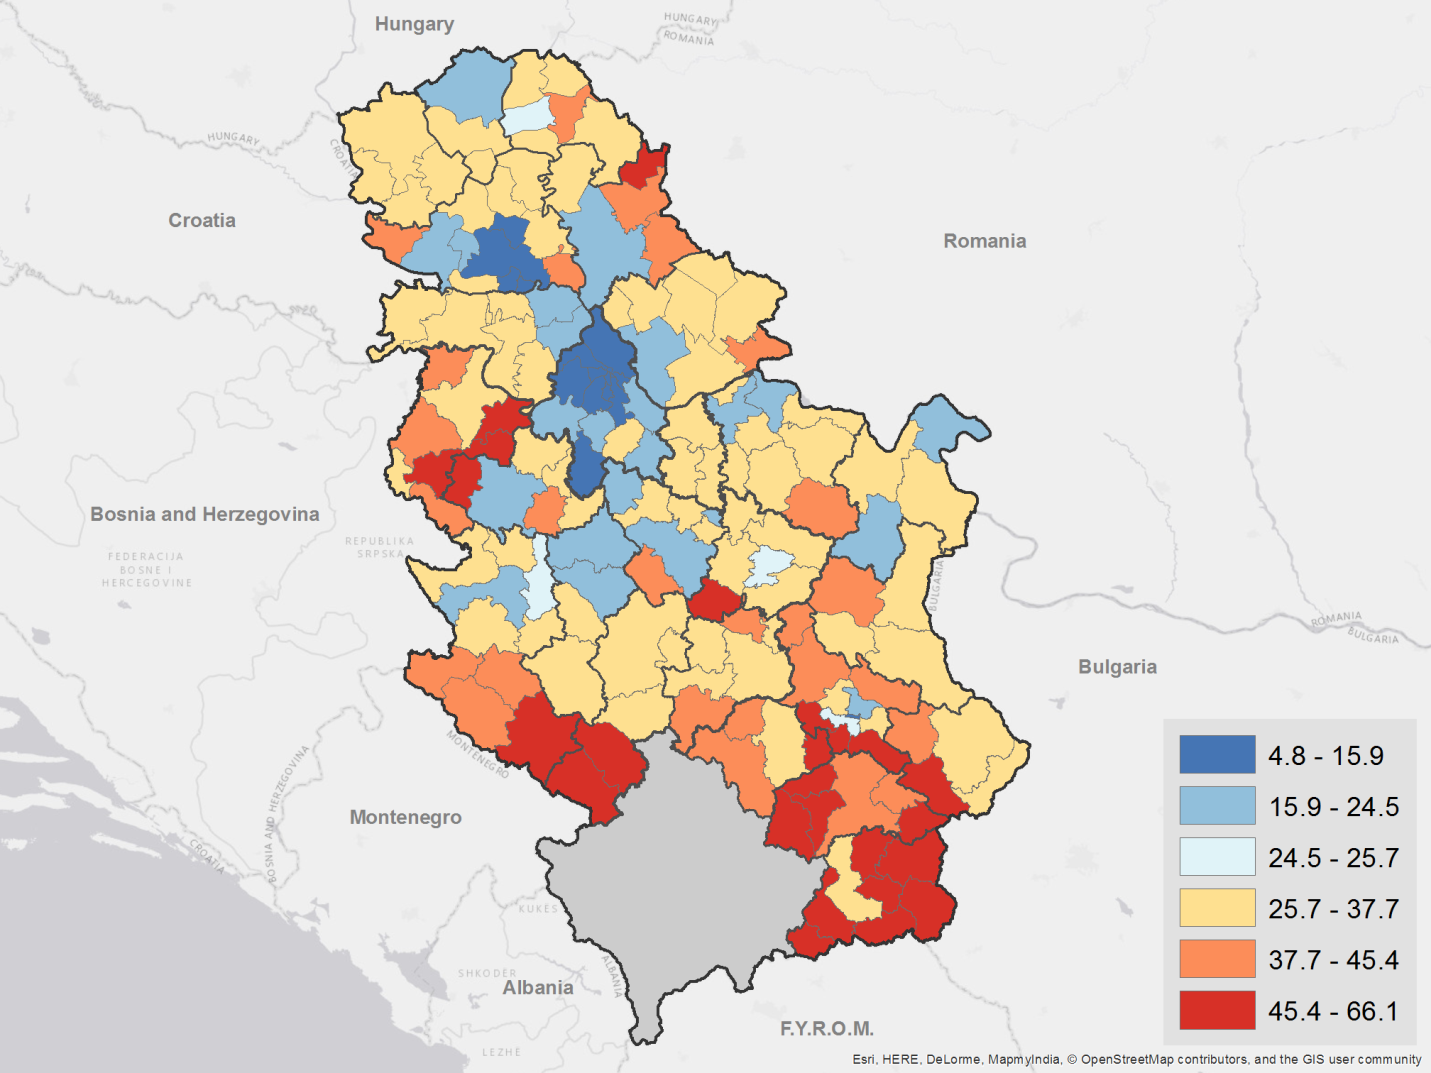 Hungary
HUNGARY
ROMANIA
HUNGARY
CROATIA
Croatia
Romania
Bosnia and Herzegovina
FEDERACIJA
BOSNE I
HERCEGOVINE
REPUBLIKA
SRPSKA
BULGARIA
ROMANIA
BULGARIA
Bulgaria
MONTENEGRO
BOSNIA AND HERZEGOVINA
CROATIA
Montenegro
KUKES
SHKODER
ALBANIA
Albania
LEZHE
F.Y.R.O.M.
4.8 - 15.9
15.9 - 24.5
24.5 - 25.7
25.7 - 37.7
37.7 - 45.4
45.4 - 66.1
Esri, HERE, DeLorme, MapmyIndia, © OpenStreetMap contributors, and the GIS user community